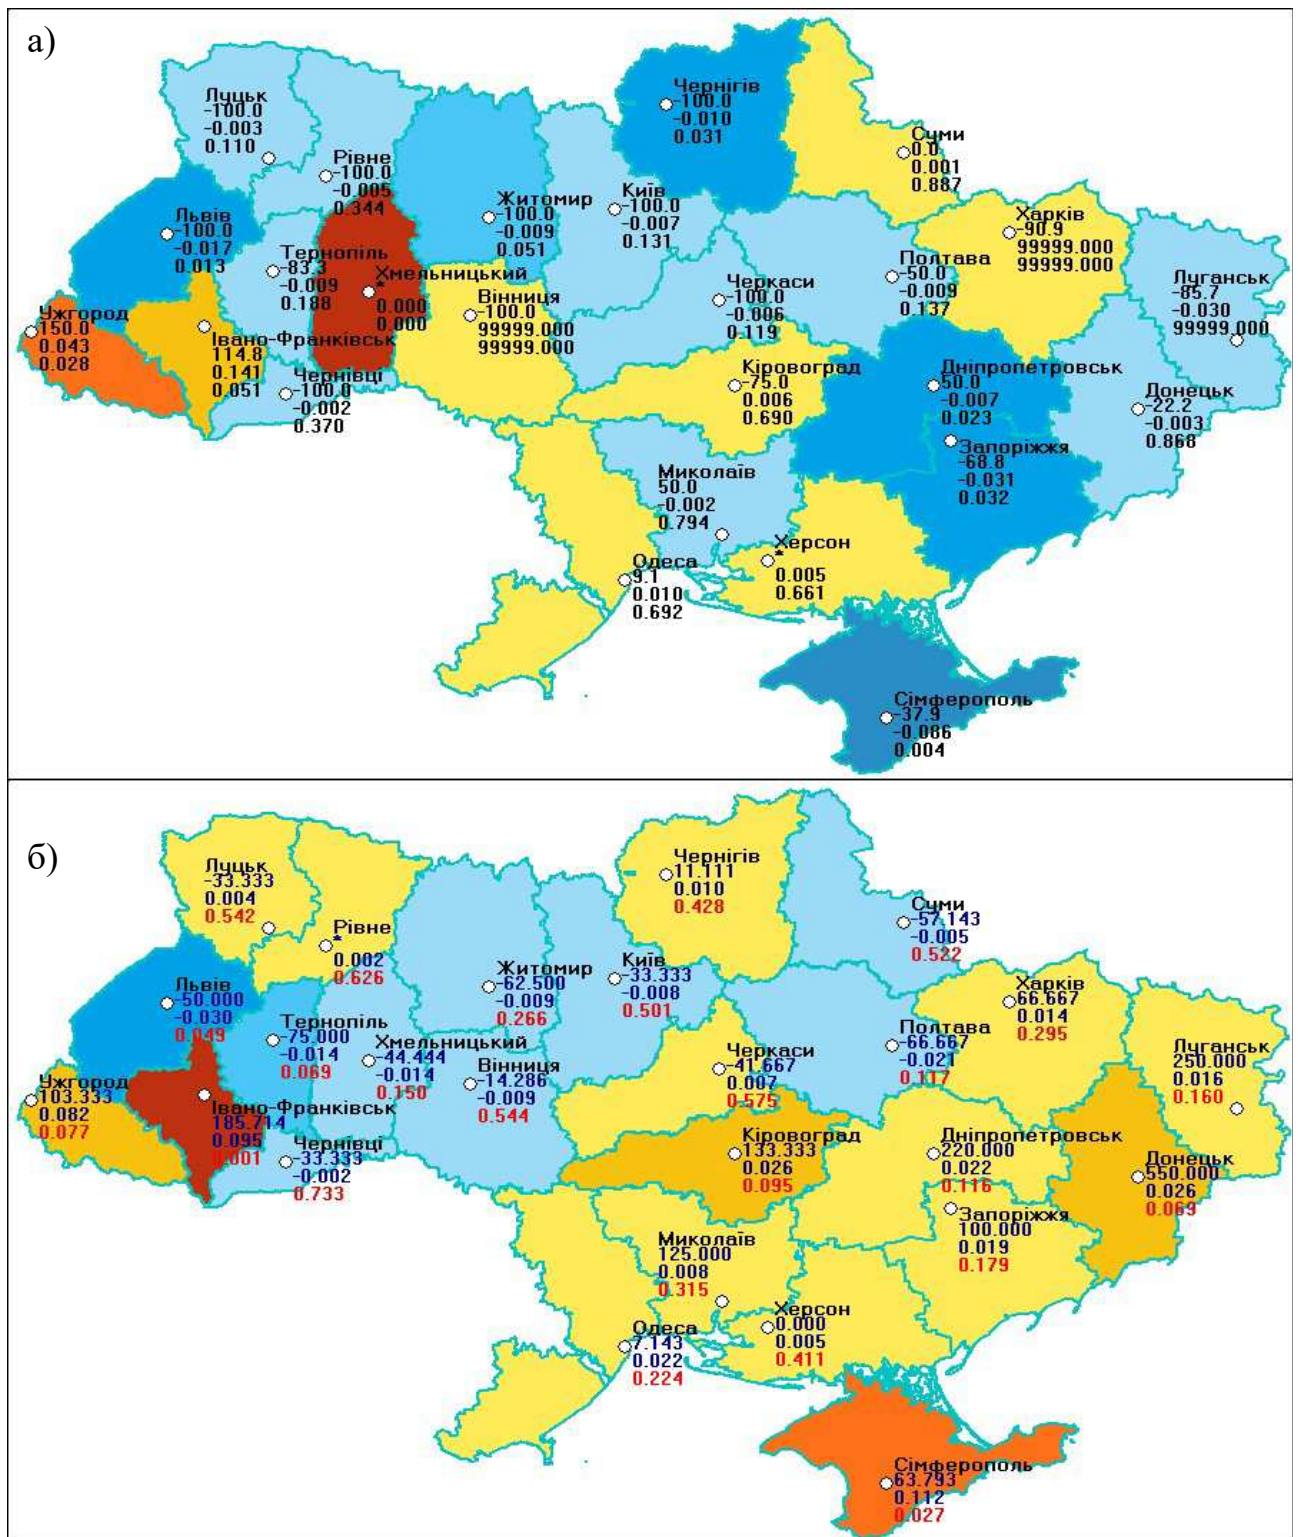 а)
Луцьк
-100.0
-0.003
0.110
Рівне
-100.0
-0.005
0.344
Житомир
-100.0
-0.009
0.051
Київ
-100.0
-0.007
0.131
Чернігів
-100.0
-0.010
0.031
Суми
0.0
0.001
0.887
Львів
-100.0
-0.017
0.013
Тернопіль
-83.3
-0.009
0.188
Хмельницький
*
0.000
0.000
Вінниця
-100.0
99999.000
99999.000
Черкаси
-100.0
-0.006
0.119
Полтава
-50.0
-0.009
0.137
Харків
-90.9
99999.000
99999.000
Луганськ
-85.7
-0.030
99999.000
Ужгород
150.0
0.043
0.028
Івано-Франківськ
114.8
0.141
0.051
Чернівці
-100.0
-0.002
0.370
Кіровоград
-75.0
0.006
0.690
Дніпропетровськ
50.0
-0.007
0.023
Донецьк
-22.2
-0.003
0.868
Запоріжжя
-68.8
-0.031
0.032
Миколаїв
50.0
-0.002
0.794
Херсон
*
0.005
0.661
Одеса
9.1
0.010
0.692
Сімферополь
-37.9
-0.086
0.004
б)
Луцьк
-33.333
0.004
0.542
Рівне
*
0.002
0.626
Житомир
-62.500
-0.009
0.266
Київ
-33.333
-0.008
0.501
Чернігів
11.111
0.010
0.428
Суми
-57.143
-0.005
0.522
Львів
-50.000
-0.030
0.049
Тернопіль
-75.000
-0.014
0.069
Хмельницький
-44.444
-0.014
0.150
Вінниця
-14.286
-0.009
0.544
Черкаси
-41.667
0.007
0.575
Полтава
-66.667
-0.021
0.117
Харків
66.667
0.014
0.295
Луганськ
250.000
0.016
0.160
Ужгород
103.333
0.082
0.077
Івано-Франківськ
185.714
0.095
0.001
Чернівці
-33.333
-0.002
0.733
Кіровоград
133.333
0.026
0.095
Дніпропетровськ
220.000
0.022
0.116
Донецьк
550.000
0.026
0.069
Запоріжжя
100.000
0.019
0.179
Миколаїв
125.000
0.008
0.315
Херсон
0.000
0.005
0.411
Одеса
7.143
0.022
0.224
Сімферополь
63.793
0.112
0.027